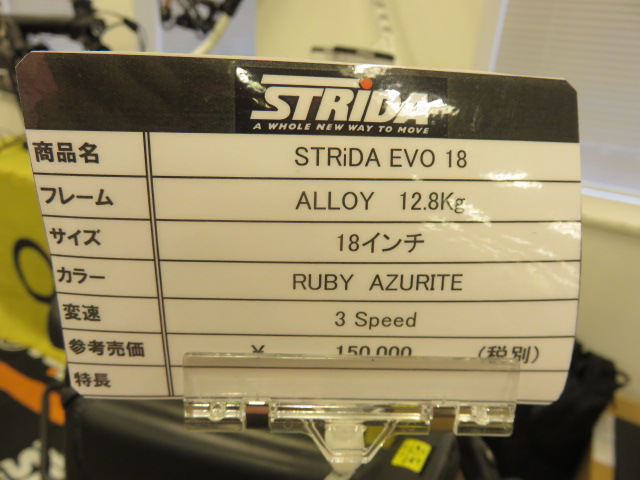 STRiDA
A WHOLE NEW WAY TO MOVE
商品名 STRiDA EVO 18
フレーム ALLOY 12.8Kg
サイズ 18インチ
カラー RUBY AZURITE
変速 3 Speed
参考売価 ¥ 150,000 (税別)
特長